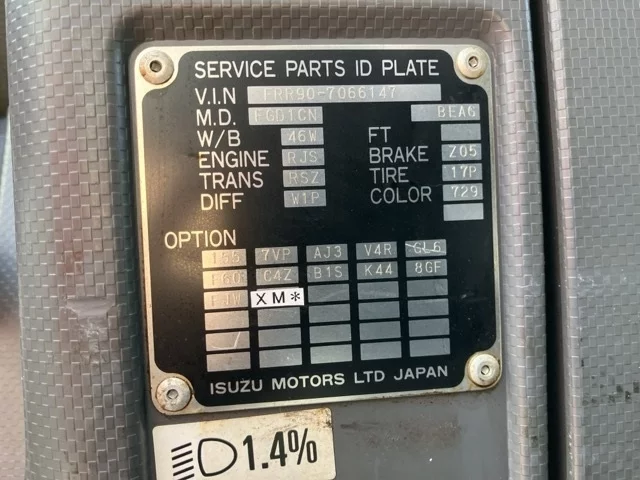 SERVICE PARTS ID PLATE
V.I.N FRR90-7066147
M.D. BEA6
W/B 46W FT
ENGINE RJS BRAKE Z05
TRANS RSZ TIRE 17P
DIFF W1P COLOR 729
OPTION
7VP AJ3 V4R GL6
C4Z B1S K44 8GF
XM*
ISUZU MOTORS LTD JAPAN
1.4%